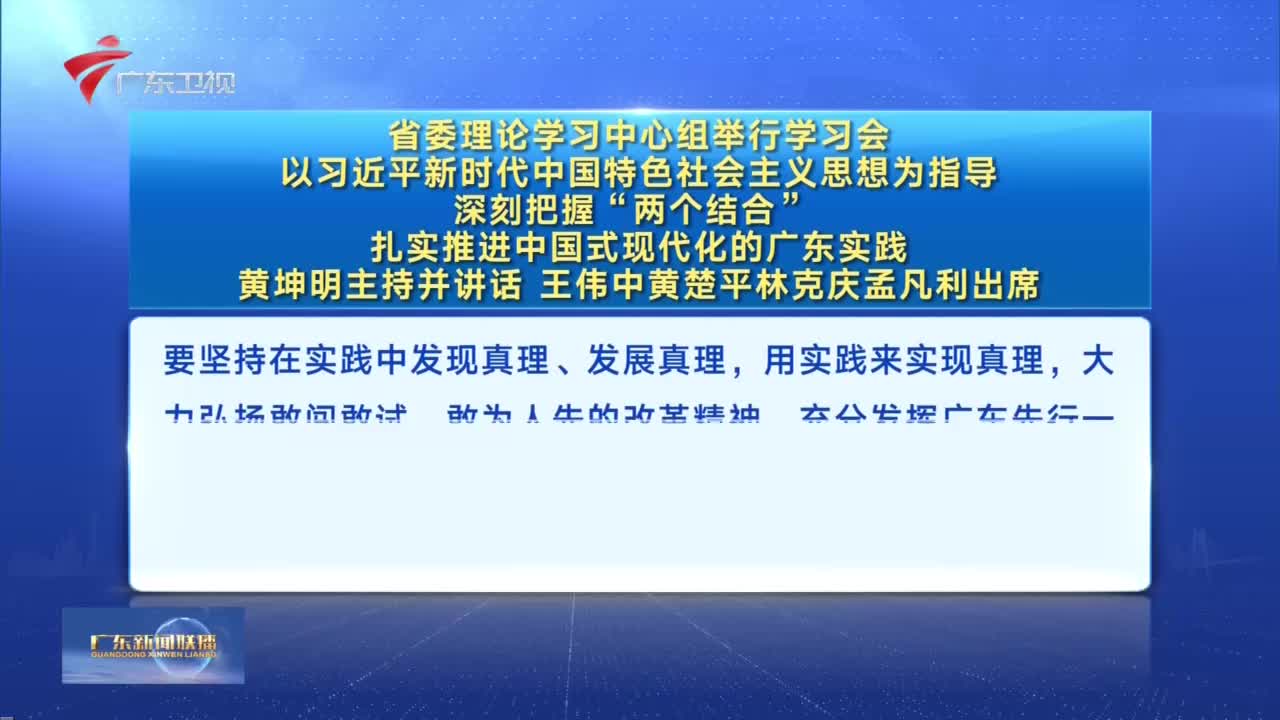 广东卫视
省委理论学习中心组举行学习会
以习近平新时代中国特色社会主义思想为指导
深刻把握“两个结合”
扎实推进中国式现代化的广东实践
黄坤明主持并讲话 王伟中黄楚平林克庆孟凡利出席
要坚持在实践中发现真理、发展真理，用实践来实现真理，大
力弘扬敢闯敢试、敢为人先的改革精神，充分发挥广东先行一
广东新闻联播
GUANGDONG XINWEN LIANBO